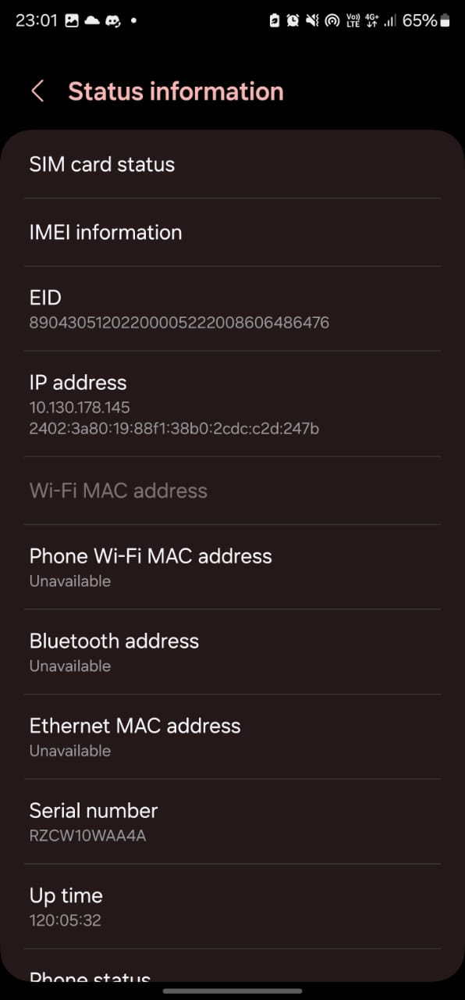 23:01 Vo)) LTE 4G+ 65%
Status information
SIM card status
IMEI information
EID
89043051202200005222008606486476
IP address
10.130.178.145
2402:3a80:19:88f1:38b0:2cdc:c2d:247b
Wi-Fi MAC address
Phone Wi-Fi MAC address
Unavailable
Bluetooth address
Unavailable
Ethernet MAC address
Unavailable
Serial number
RZCW10WAA4A
Up time
120:05:32
Phone status